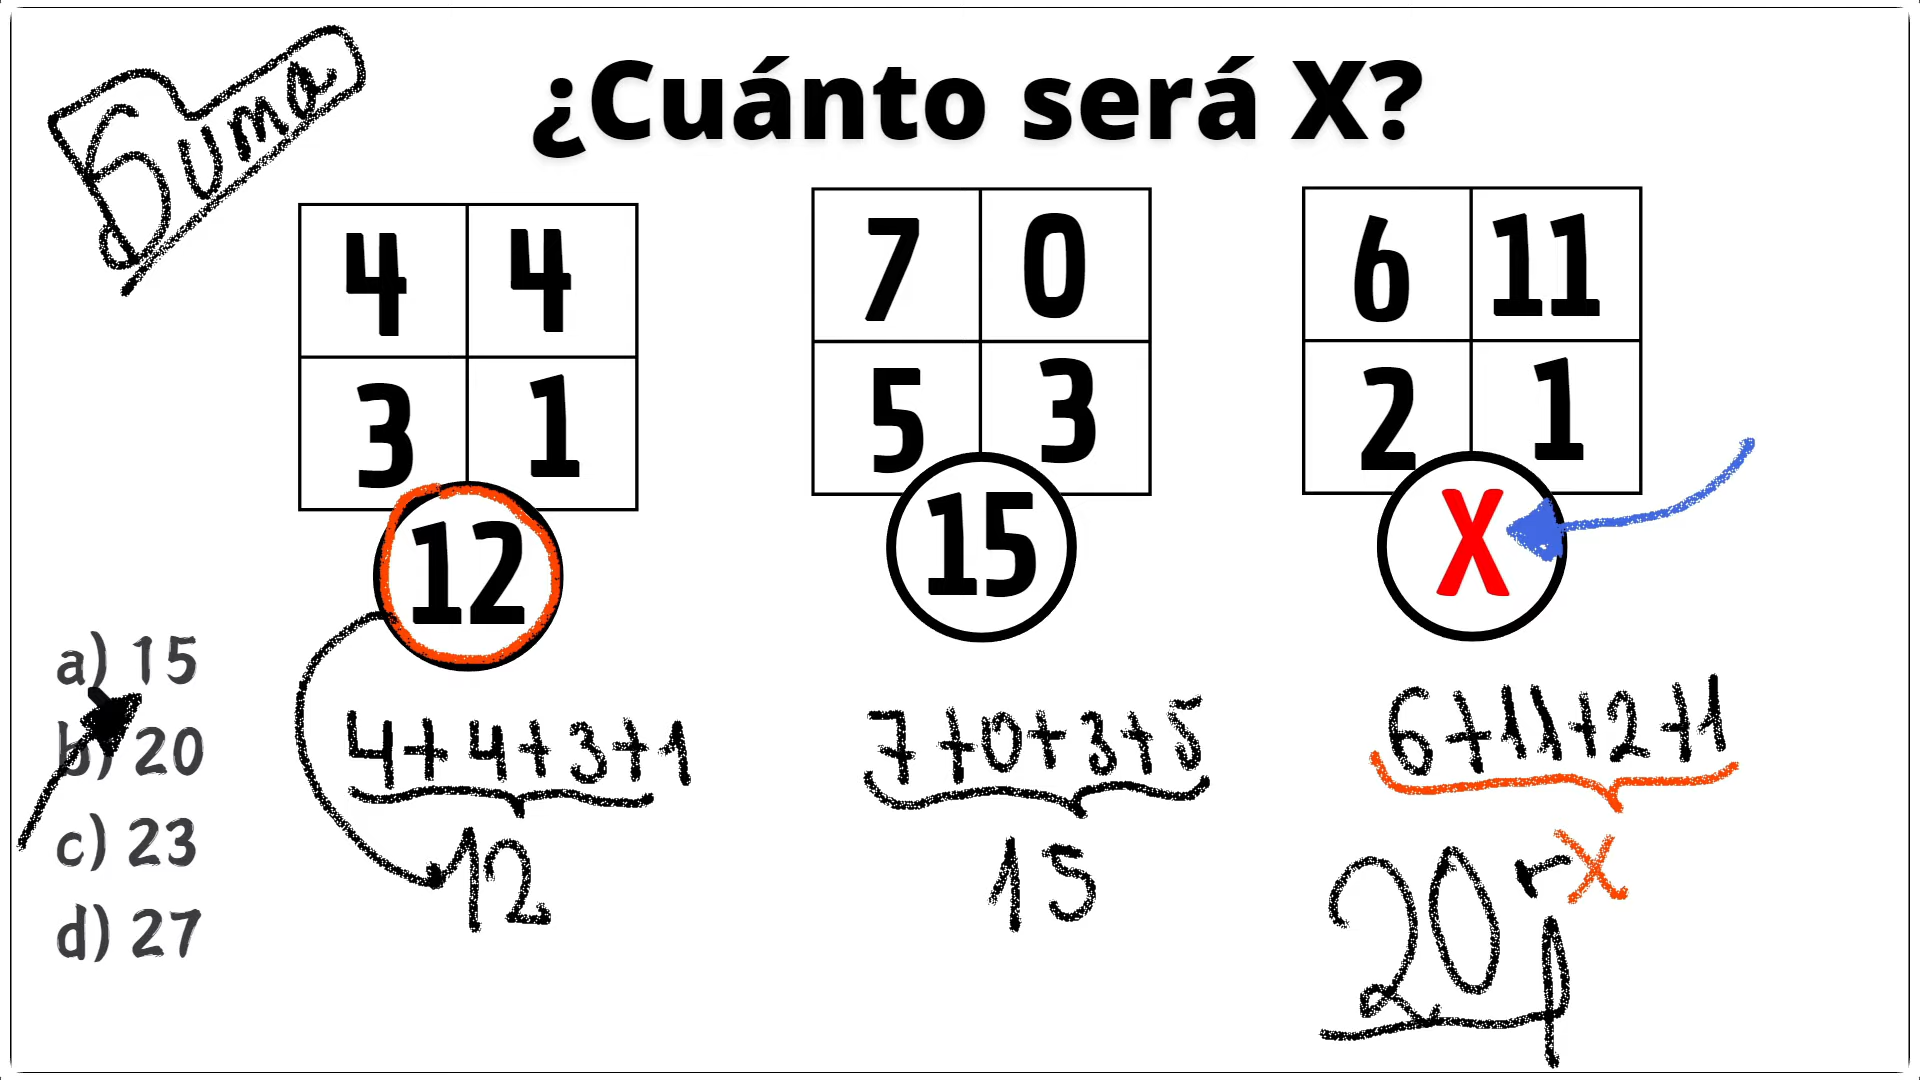 Suma
¿Cuánto será X?
4 4
3 1
12
7 0
5 3
15
6 11
2 1
X
a) 15
b) 20
c) 23
d) 27
4+4+3+1
12
7+0+3+5
15
6+11+2+1
20 X